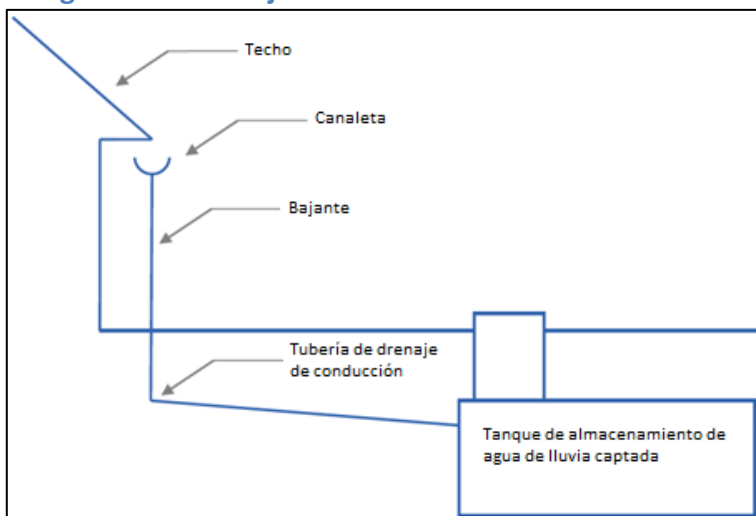 Techo
Canaleta
Bajante
Tubería de drenaje
de conducción
Tanque de almacenamiento de
agua de lluvia captada